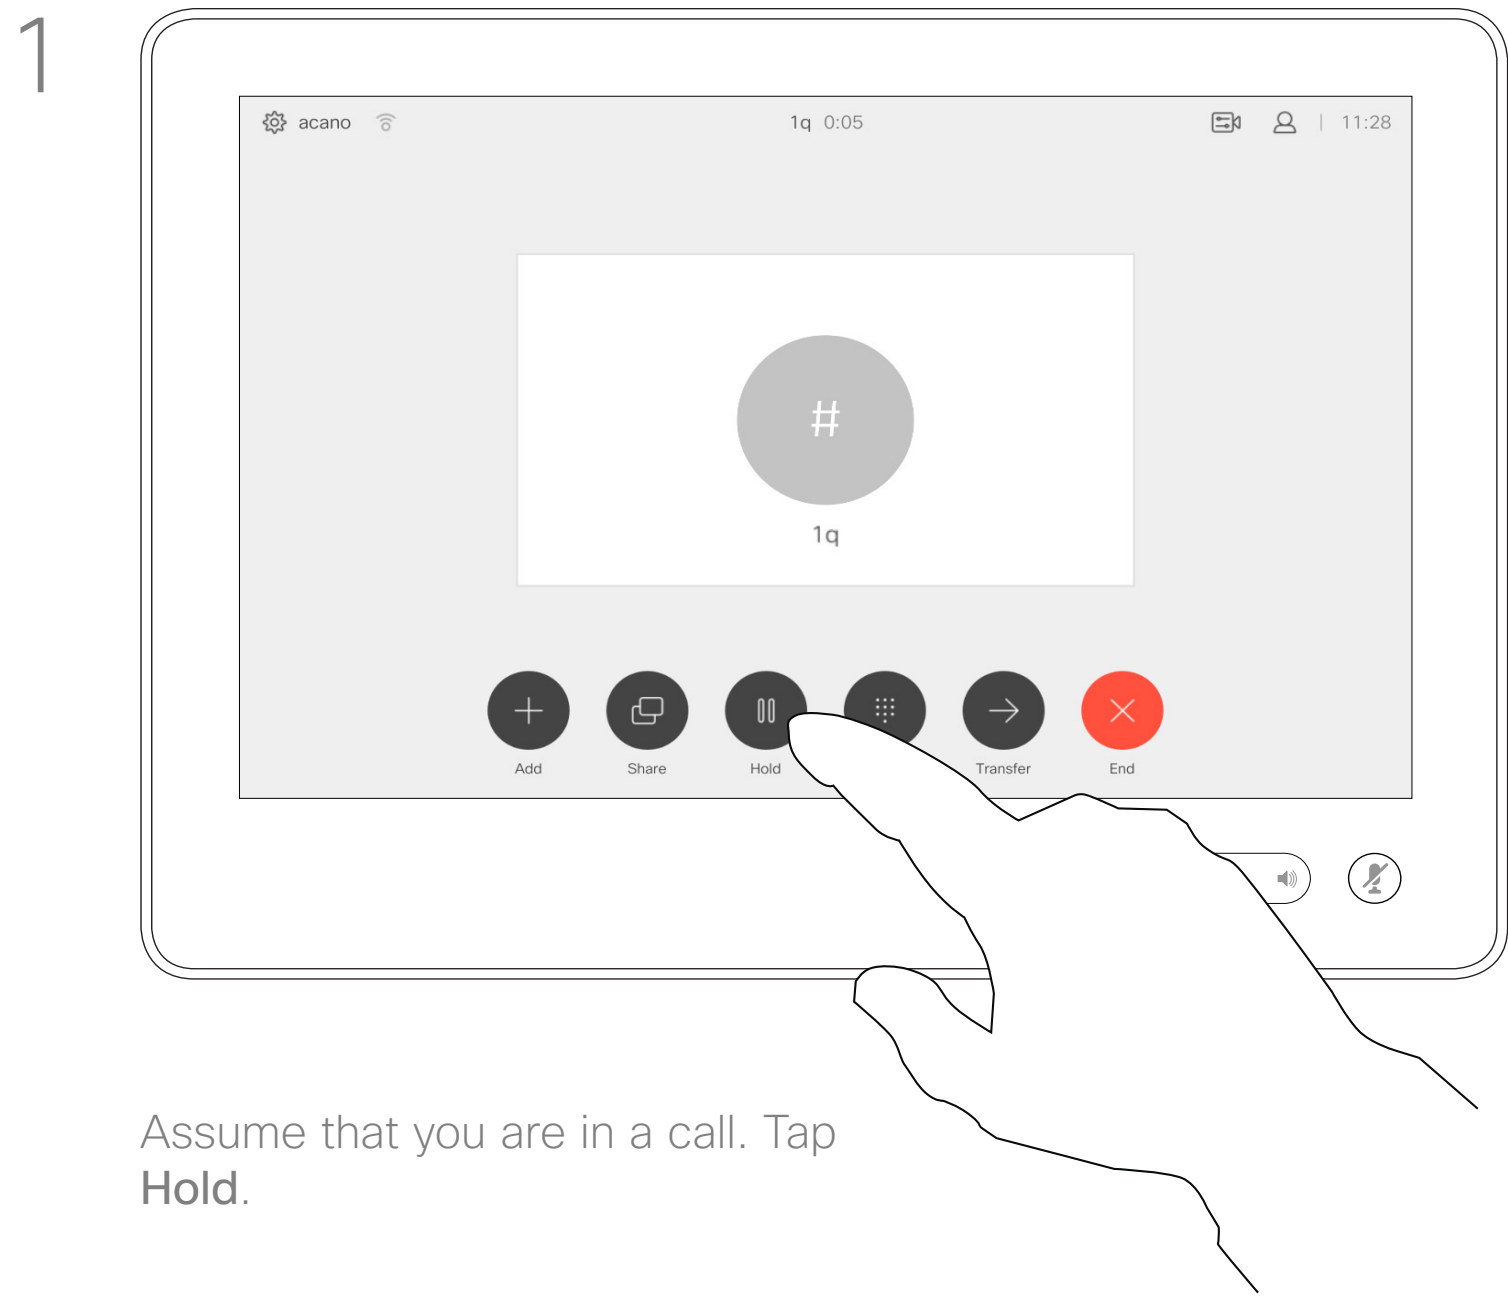 1
acano 1q 0:05 11:28
#
1q
Add Share Hold Transfer End
Assume that you are in a call. Tap
Hold.